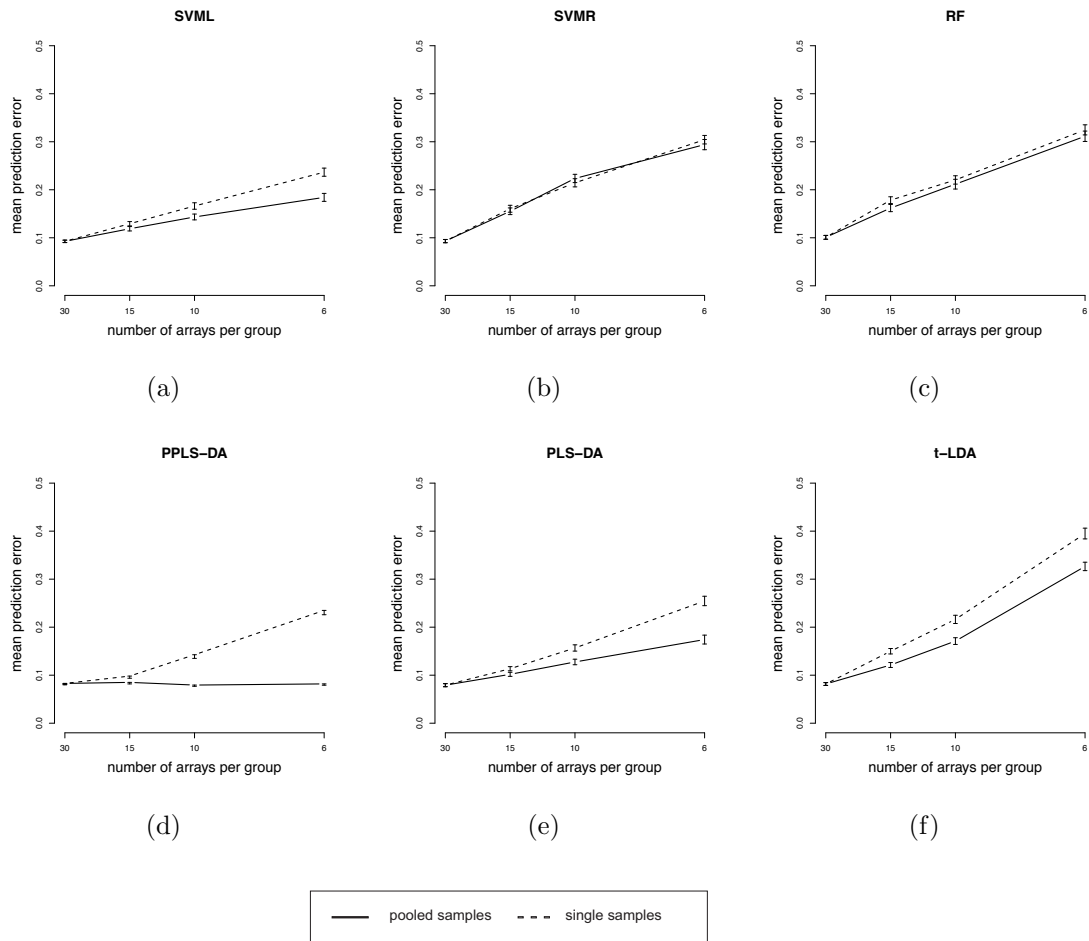 SVML
mean prediction error
0.0 0.1 0.2 0.3 0.4 0.5
30 15 10 6
number of arrays per group
(a)
SVMR
mean prediction error
0.0 0.1 0.2 0.3 0.4 0.5
30 15 10 6
number of arrays per group
(b)
RF
mean prediction error
0.0 0.1 0.2 0.3 0.4 0.5
30 15 10 6
number of arrays per group
(c)
PPLS−DA
mean prediction error
0.0 0.1 0.2 0.3 0.4 0.5
30 15 10 6
number of arrays per group
(d)
PLS−DA
mean prediction error
0.0 0.1 0.2 0.3 0.4 0.5
30 15 10 6
number of arrays per group
(e)
t−LDA
mean prediction error
0.0 0.1 0.2 0.3 0.4 0.5
30 15 10 6
number of arrays per group
(f)
pooled samples single samples